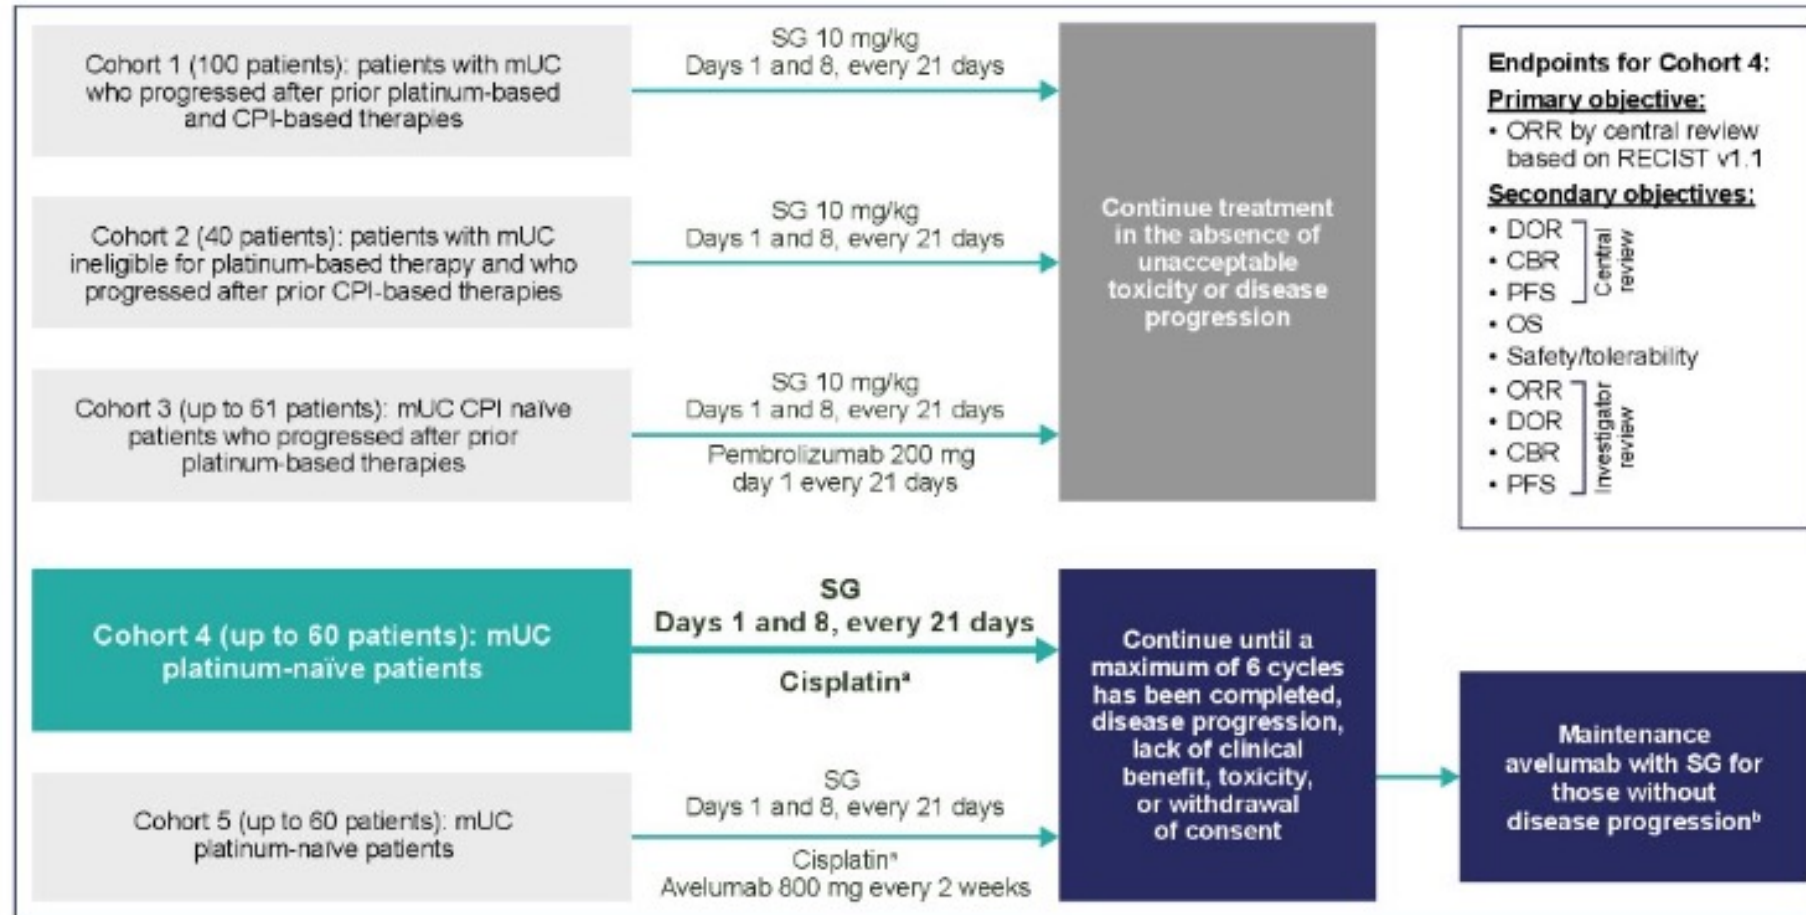 Cohort 1 (100 patients): patients with mUC
who progressed after prior platinum-based
and CPI-based therapies
SG 10 mg/kg
Days 1 and 8, every 21 days
Cohort 2 (40 patients): patients with mUC
ineligible for platinum-based therapy and who
progressed after prior CPI-based therapies
SG 10 mg/kg
Days 1 and 8, every 21 days
Cohort 3 (up to 61 patients): mUC CPI naïve
patients who progressed after prior
platinum-based therapies
SG 10 mg/kg
Days 1 and 8, every 21 days
Pembrolizumab 200 mg
day 1 every 21 days
Continue treatment
in the absence of
unacceptable
toxicity or disease
progression
Endpoints for Cohort 4:
Primary objective:
• ORR by central review
based on RECIST v1.1
Secondary objectives:
• DOR
• CBR
• PFS
Central
review
• OS
• Safety/tolerability
• ORR
• DOR
• CBR
• PFS
Investigator
review
Cohort 4 (up to 60 patients): mUC
platinum-naïve patients
SG
Days 1 and 8, every 21 days
Cisplatinᵃ
Cohort 5 (up to 60 patients): mUC
platinum-naïve patients
SG
Days 1 and 8, every 21 days
Cisplatinᵃ
Avelumab 800 mg every 2 weeks
Continue until a
maximum of 6 cycles
has been completed,
disease progression,
lack of clinical
benefit, toxicity,
or withdrawal
of consent
Maintenance
avelumab with SG for
those without
disease progressionᵇ